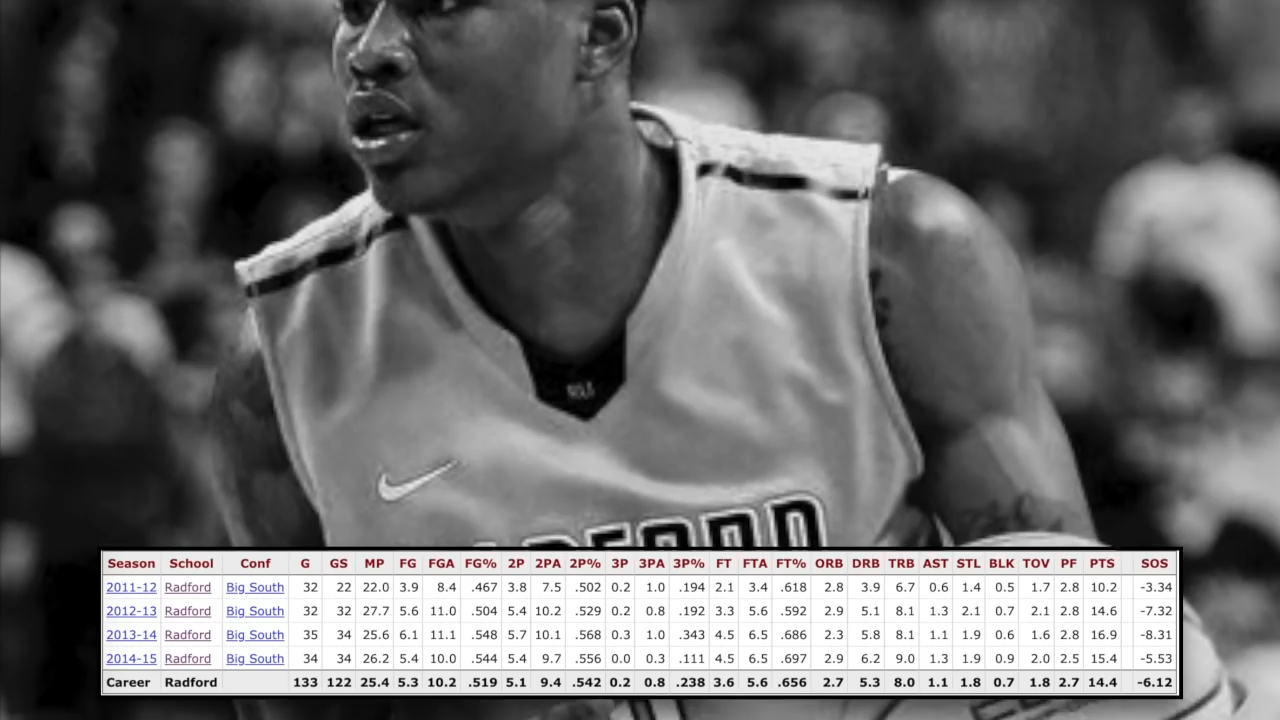 RADFORD
Season School Conf G GS MP FG FGA FG% 2P 2PA 2P% 3P 3PA 3P% FT FTA FT% ORB DRB TRB AST STL BLK TOV PF PTS SOS
2011-12 Radford Big South 32 22 22.0 3.9 8.4 .467 3.8 7.5 .502 0.2 1.0 .194 2.1 3.4 .618 2.8 3.9 6.7 0.6 1.4 0.5 1.7 2.8 10.2 -3.34
2012-13 Radford Big South 32 32 27.7 5.6 11.0 .504 5.4 10.2 .529 0.2 0.8 .192 3.3 5.6 .592 2.9 5.1 8.1 1.3 2.1 0.7 2.1 2.8 14.6 -7.32
2013-14 Radford Big South 35 34 25.6 6.1 11.1 .548 5.7 10.1 .568 0.3 1.0 .343 4.5 6.5 .686 2.3 5.8 8.1 1.1 1.9 0.6 1.6 2.8 16.9 -8.31
2014-15 Radford Big South 34 34 26.2 5.4 10.0 .544 5.4 9.7 .556 0.0 0.3 .111 4.5 6.5 .697 2.9 6.2 9.0 1.3 1.9 0.9 2.0 2.5 15.4 -5.53
Career Radford 133 122 25.4 5.3 10.2 .519 5.1 9.4 .542 0.2 0.8 .238 3.6 5.6 .656 2.7 5.3 8.0 1.1 1.8 0.7 1.8 2.7 14.4 -6.12